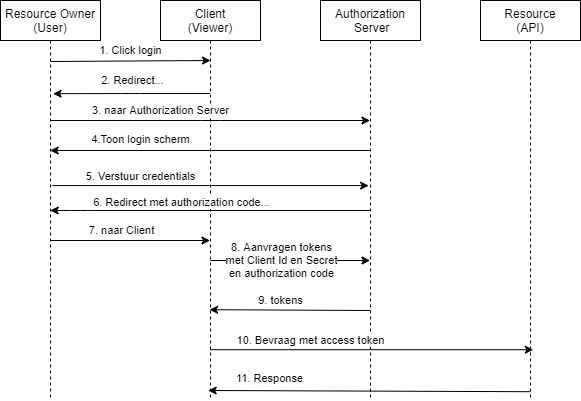 Resource Owner
(User)
Client
(Viewer)
Authorization
Server
Resource
(API)
1. Click login
2. Redirect...
3. naar Authorization Server
4.Toon login scherm
5. Verstuur credentials
6. Redirect met authorization code...
7. naar Client
8. Aanvragen tokens
met Client Id en Secret
en authorization code
9. tokens
10. Bevraag met access token
11. Response